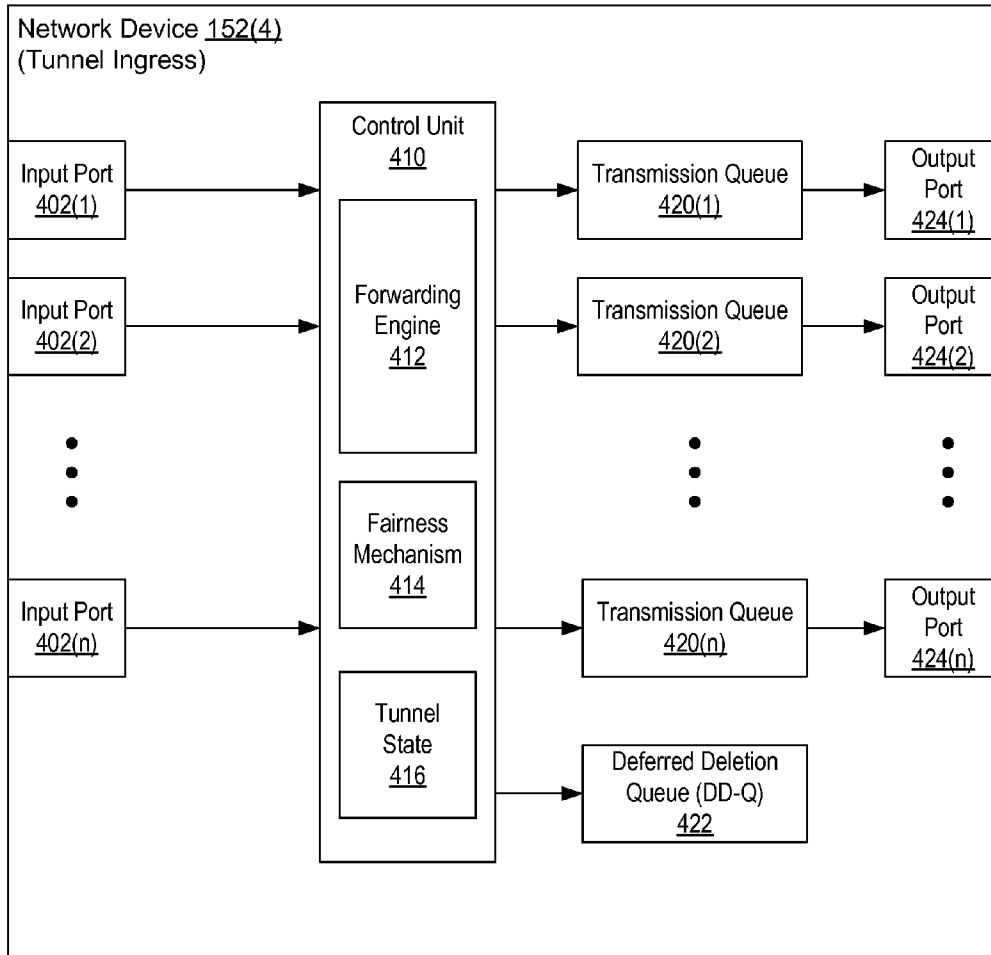 Network Device 152(4)
(Tunnel Ingress)
Input Port
402(1)
Input Port
402(2)
Input Port
402(n)
Control Unit
410
Forwarding
Engine
412
Fairness
Mechanism
414
Tunnel
State
416
Transmission Queue
420(1)
Transmission Queue
420(2)
Transmission Queue
420(n)
Deferred Deletion
Queue (DD-Q)
422
Output
Port
424(1)
Output
Port
424(2)
Output
Port
424(n)